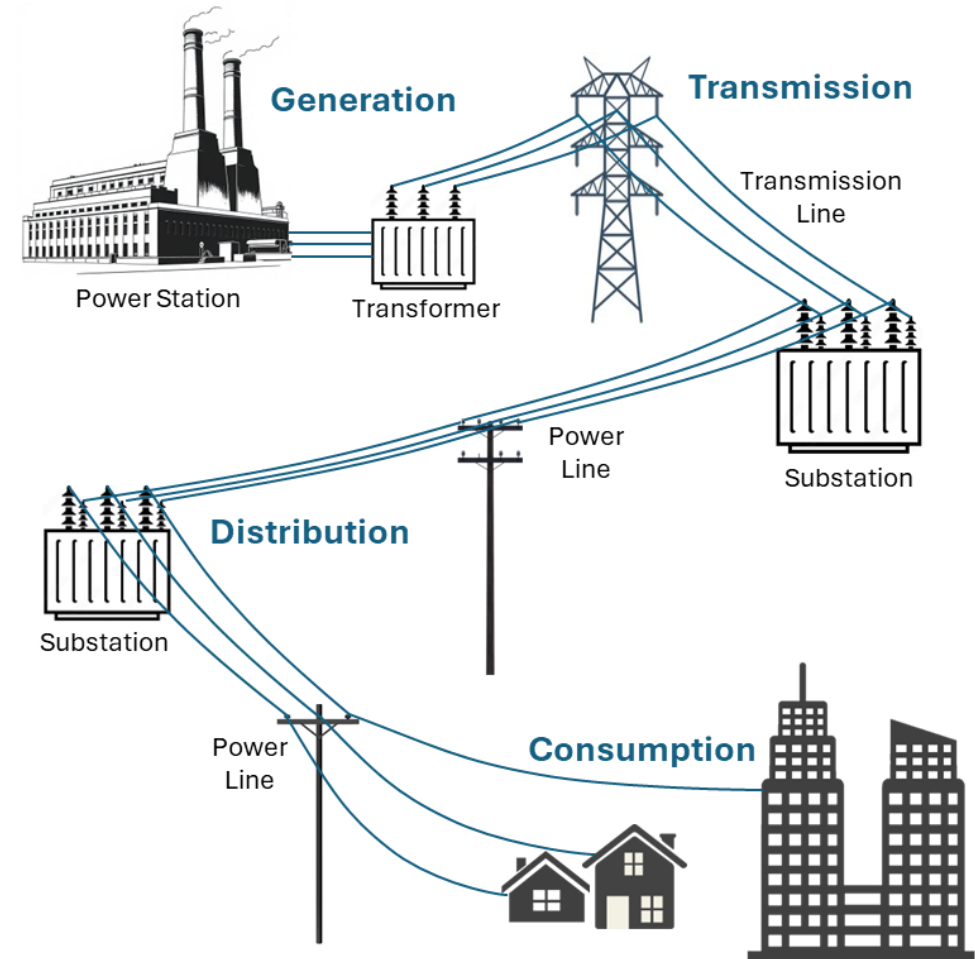 Generation
Transmission
Transmission
Line
Power Station
Transformer
Power
Line
Substation
Distribution
Substation
Power
Line
Consumption